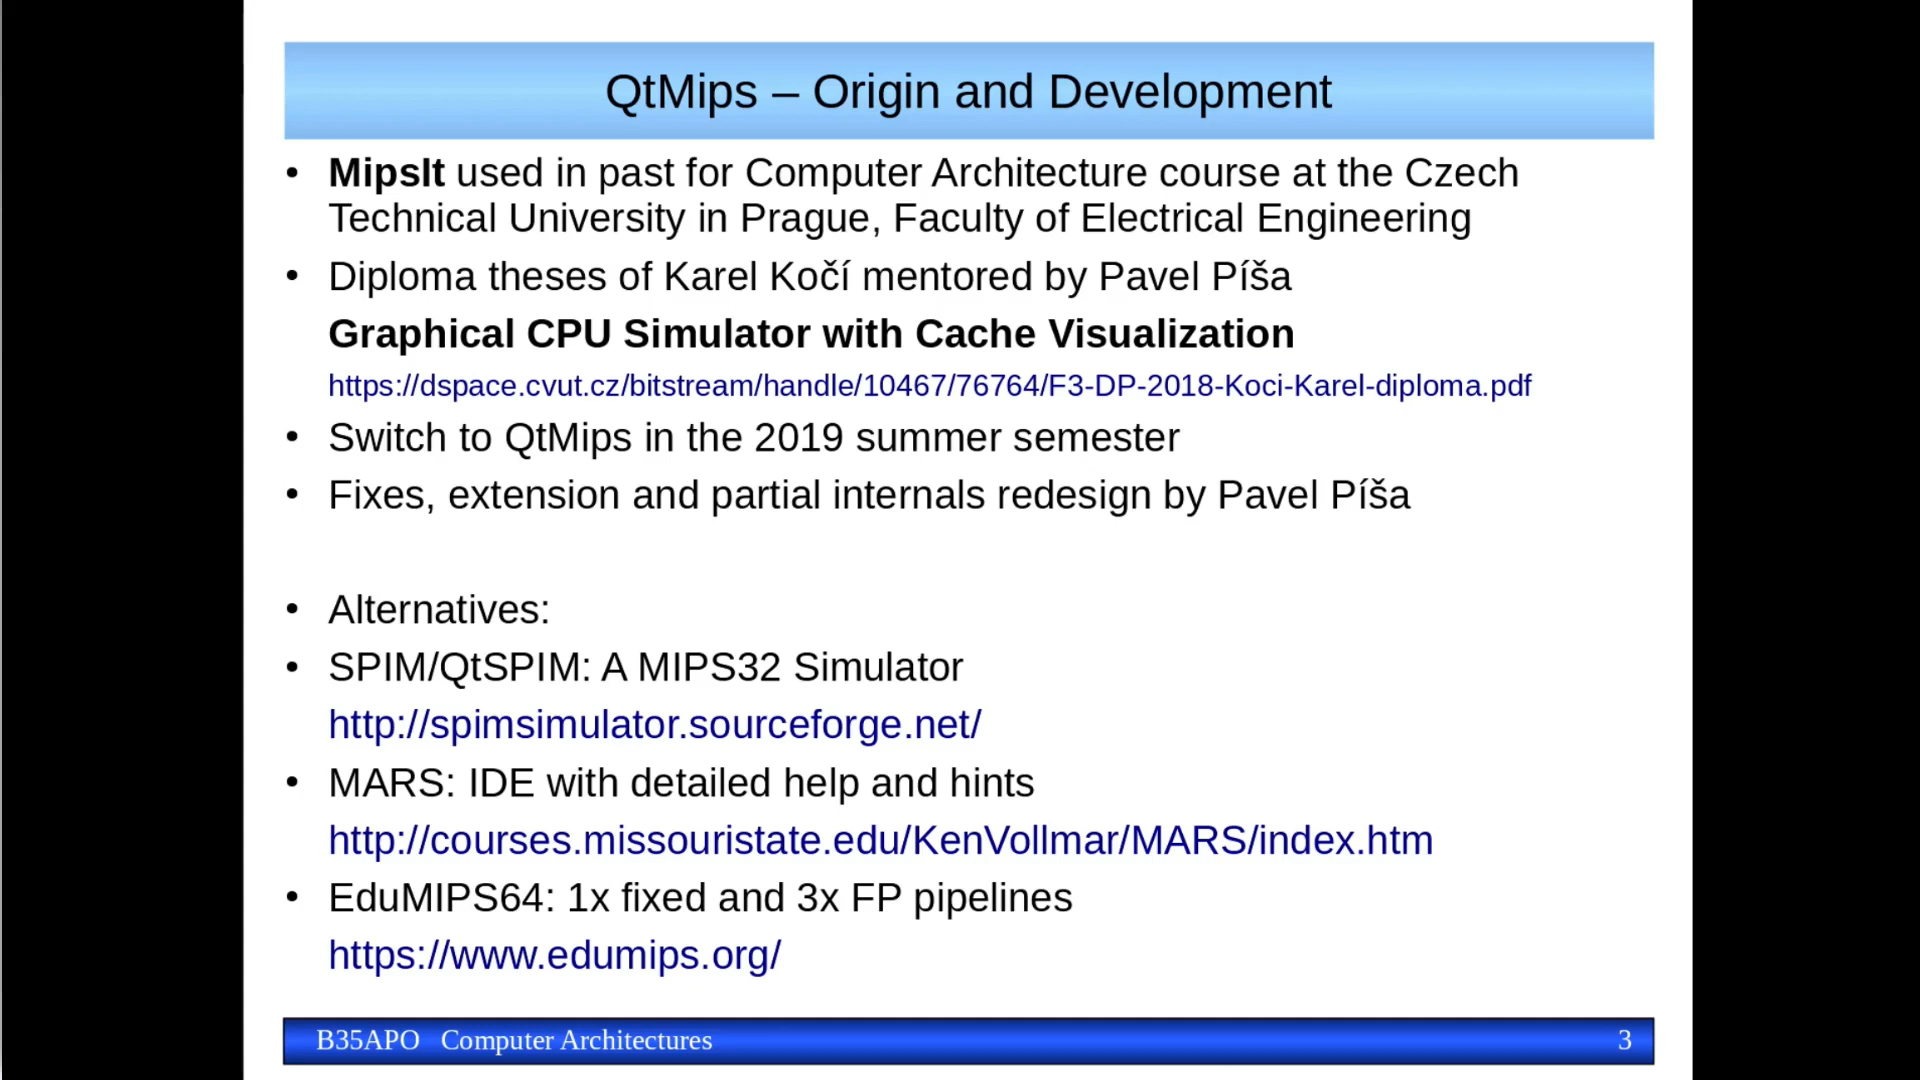 QtMips – Origin and Development
• MipsIt used in past for Computer Architecture course at the Czech
Technical University in Prague, Faculty of Electrical Engineering
• Diploma theses of Karel Kočí mentored by Pavel Píša
Graphical CPU Simulator with Cache Visualization
https://dspace.cvut.cz/bitstream/handle/10467/76764/F3-DP-2018-Koci-Karel-diploma.pdf
• Switch to QtMips in the 2019 summer semester
• Fixes, extension and partial internals redesign by Pavel Píša
• Alternatives:
• SPIM/QtSPIM: A MIPS32 Simulator
http://spimsimulator.sourceforge.net/
• MARS: IDE with detailed help and hints
http://courses.missouristate.edu/KenVollmar/MARS/index.htm
• EduMIPS64: 1x fixed and 3x FP pipelines
https://www.edumips.org/
B35APO Computer Architectures 3